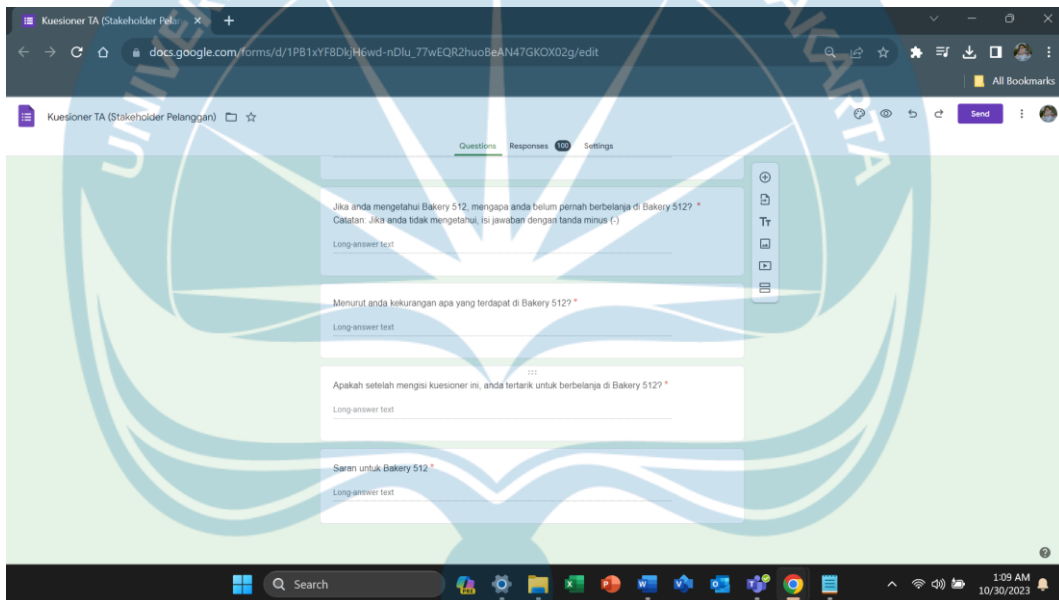 Kuesioner TA (Stakeholder Pelan
docs.google.com/forms/d/1PB1xYF8DkjH6wd-nDlu_77wEQR2huoBeAN47GKOX02g/edit
All Bookmarks
Kuesioner TA (Stakeholder Pelanggan)
Send
Questions Responses 100 Settings
Jika anda mengetahui Bakery 512, mengapa anda belum pernah berbelanja di Bakery 512? *
Catatan: Jika anda tidak mengetahui, isi jawaban dengan tanda minus (-)
Long-answer text
Menurut anda kekurangan apa yang terdapat di Bakery 512? *
Long-answer text
Apakah setelah mengisi kuesioner ini, anda tertarik untuk berbelanja di Bakery 512? *
Long-answer text
Saran untuk Bakery 512 *
Long-answer text
Search
1:09 AM
10/30/2023